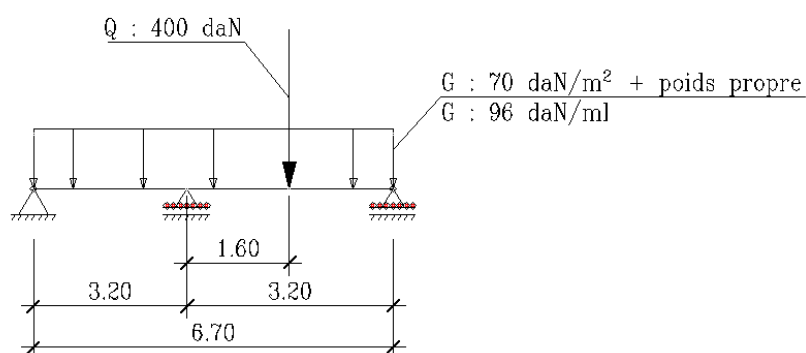 Q : 400 daN
G : 70 daN/m² + poids propre
G : 96 daN/ml
1.60
3.20
3.20
6.70